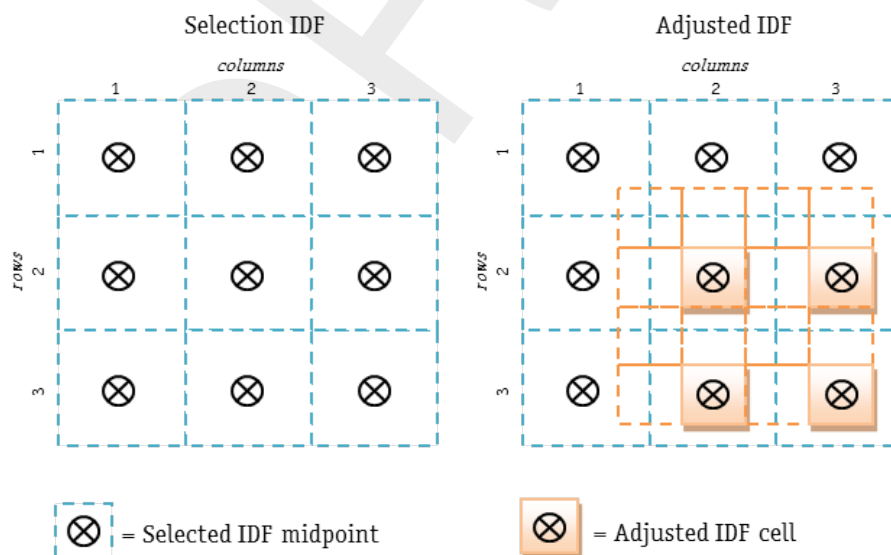 Selection IDF
Adjusted IDF
columns
columns
1 2 3
1 2 3
1
1
rows
2
rows
2
3
3
= Selected IDF midpoint
= Adjusted IDF cell